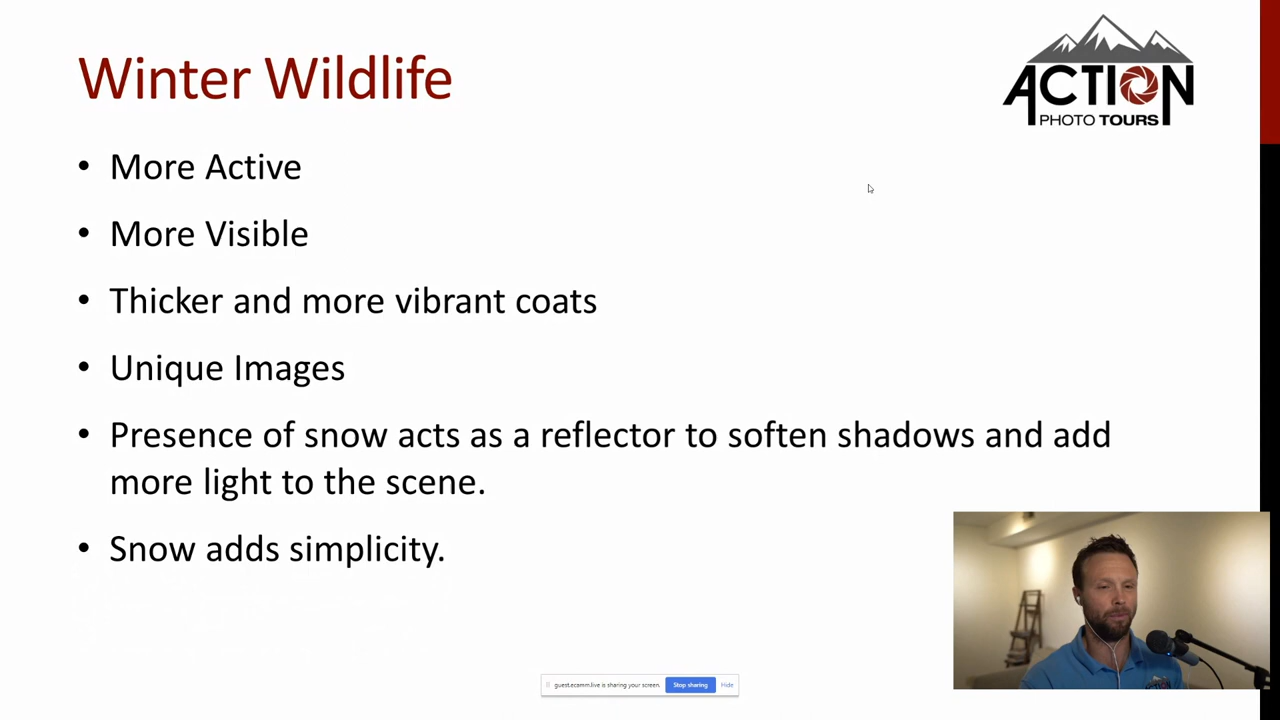 Winter Wildlife
ACTION
PHOTO TOURS
• More Active
• More Visible
• Thicker and more vibrant coats
• Unique Images
• Presence of snow acts as a reflector to soften shadows and add
more light to the scene.
• Snow adds simplicity.
guest.ecamm.live is sharing your screen.
Stop sharing
Hide
ACTION